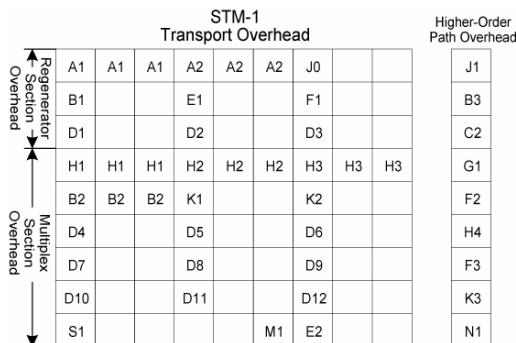 STM-1
Transport Overhead
Higher-Order
Path Overhead
Regenerator
Section
Overhead
A1 A1 A1 A2 A2 A2 J0 J1
B1 E1 F1 B3
D1 D2 D3 C2
Multiplex
Section
Overhead
H1 H1 H1 H2 H2 H2 H3 H3 H3 G1
B2 B2 B2 K1 K2 F2
D4 D5 D6 H4
D7 D8 D9 F3
D10 D11 D12 K3
S1 M1 E2 N1